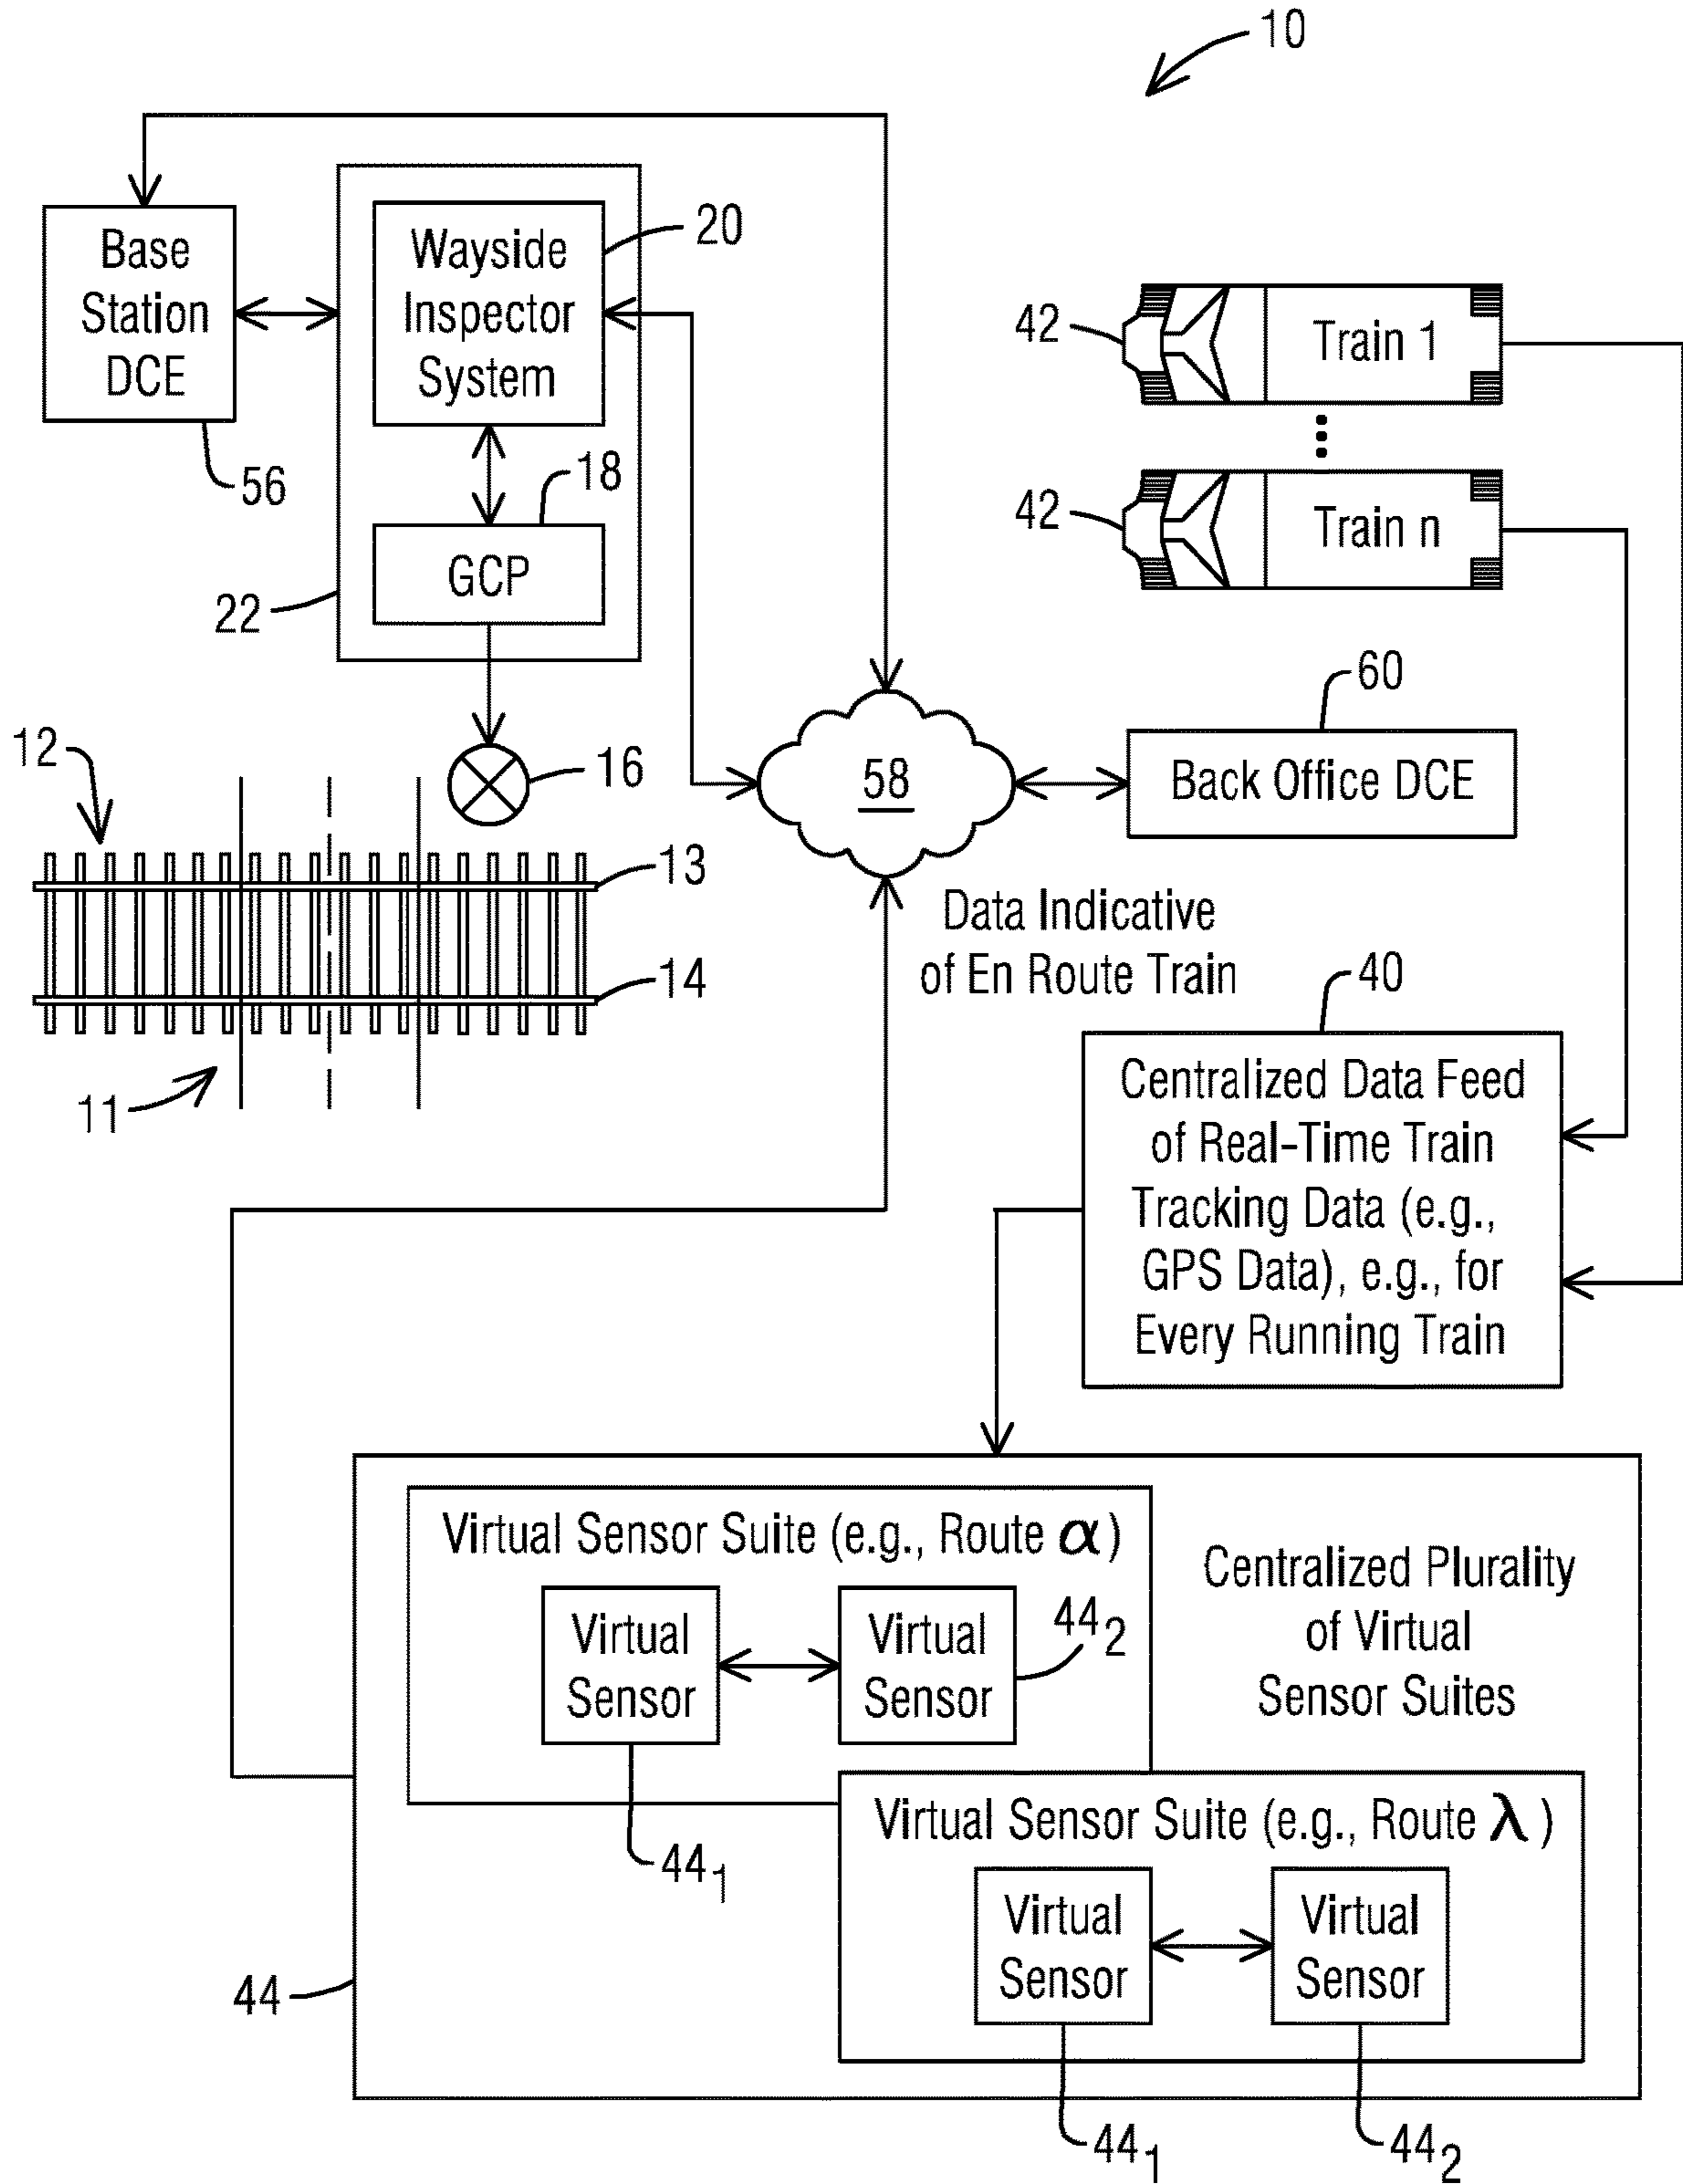 10
Base
Station
DCE
56
Wayside
Inspector
System
20
18
GCP
22
16
12
13
14
11
42
Train 1
42
Train n
58
60
Back Office DCE
Data Indicative
of En Route Train
40
Centralized Data Feed
of Real-Time Train
Tracking Data (e.g.,
GPS Data), e.g., for
Every Running Train
Virtual Sensor Suite (e.g., Route α)
Virtual
Sensor
Virtual
Sensor
44₂
44₁
Centralized Plurality
of Virtual
Sensor Suites
Virtual Sensor Suite (e.g., Route λ)
Virtual
Sensor
Virtual
Sensor
44
44₁
44₂